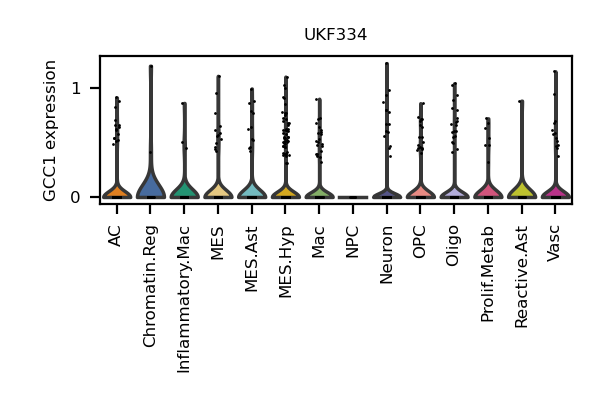 UKF334
GCC1 expression
1
0
AC
Chromatin.Reg
Inflammatory.Mac
MES
MES.Ast
MES.Hyp
Mac
NPC
Neuron
OPC
Oligo
Prolif.Metab
Reactive.Ast
Vasc